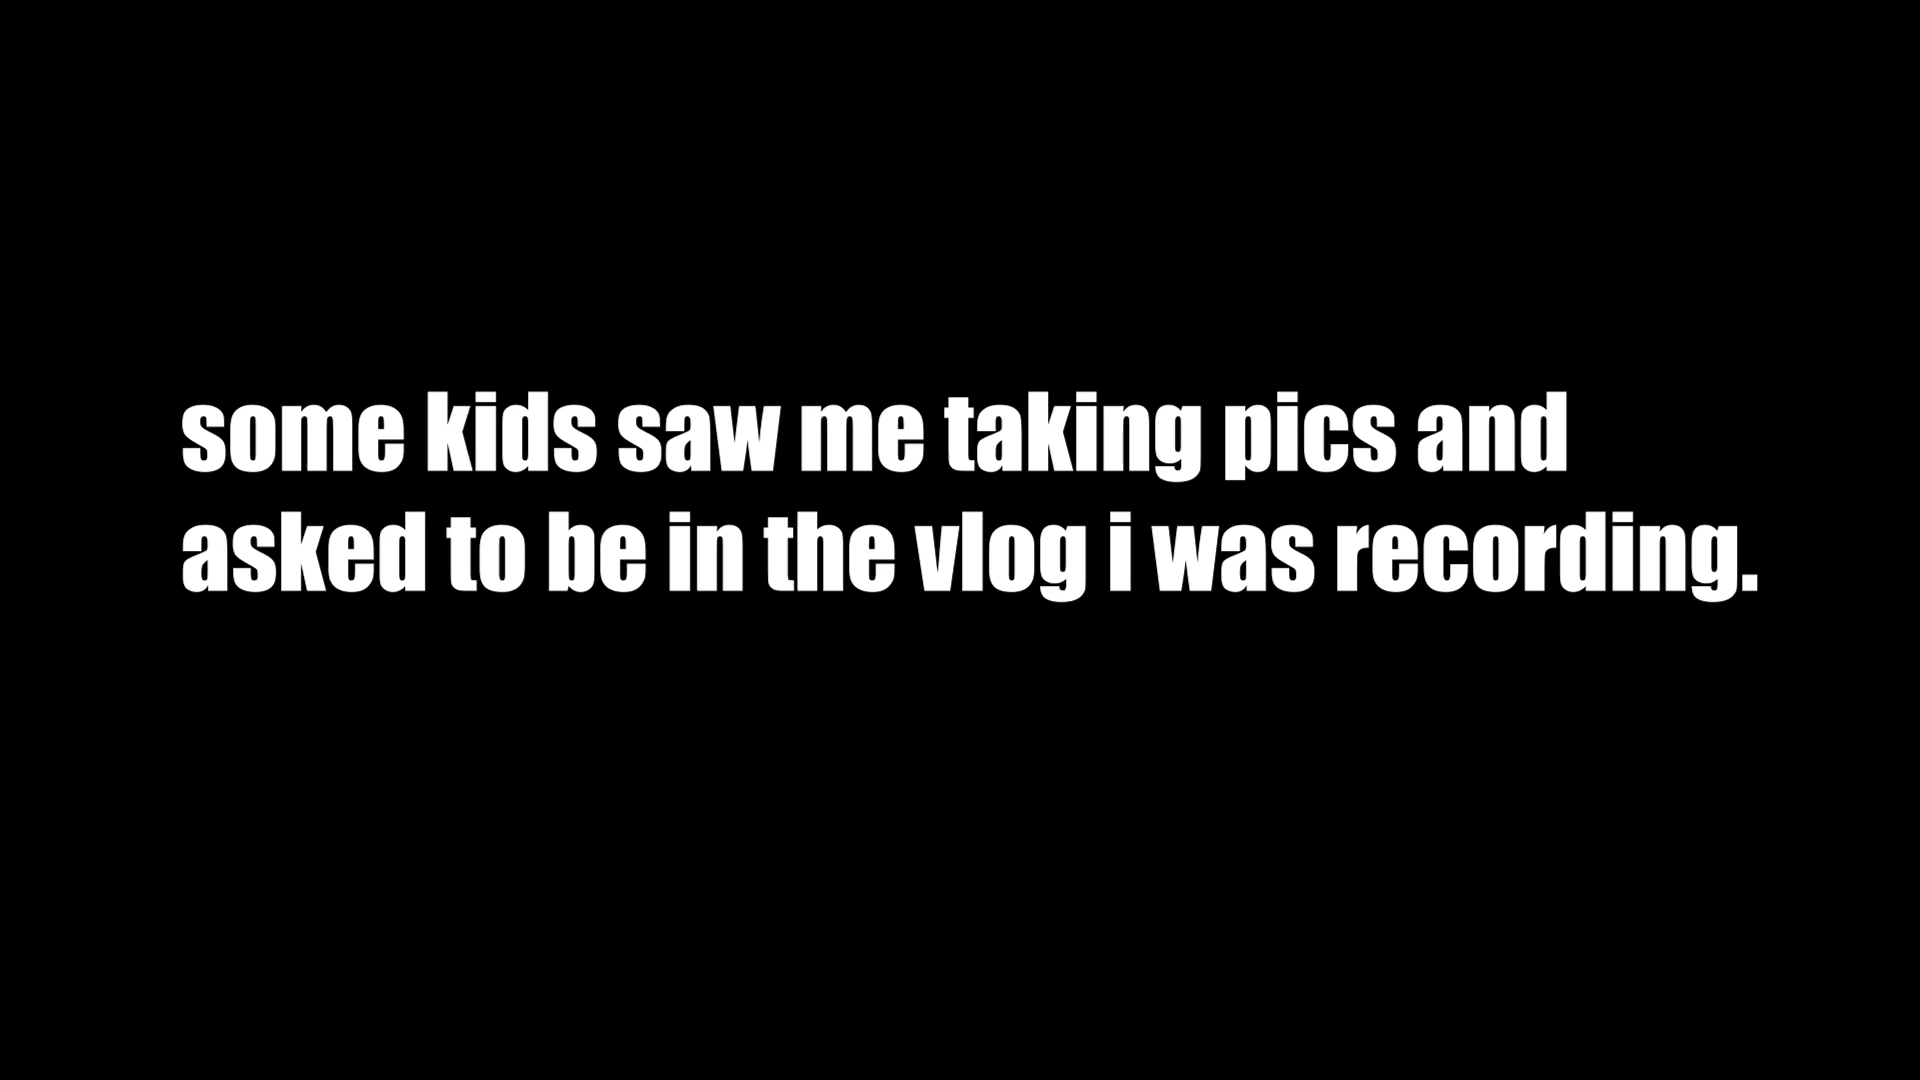 some kids saw me taking pics and
asked to be in the vlog i was recording.